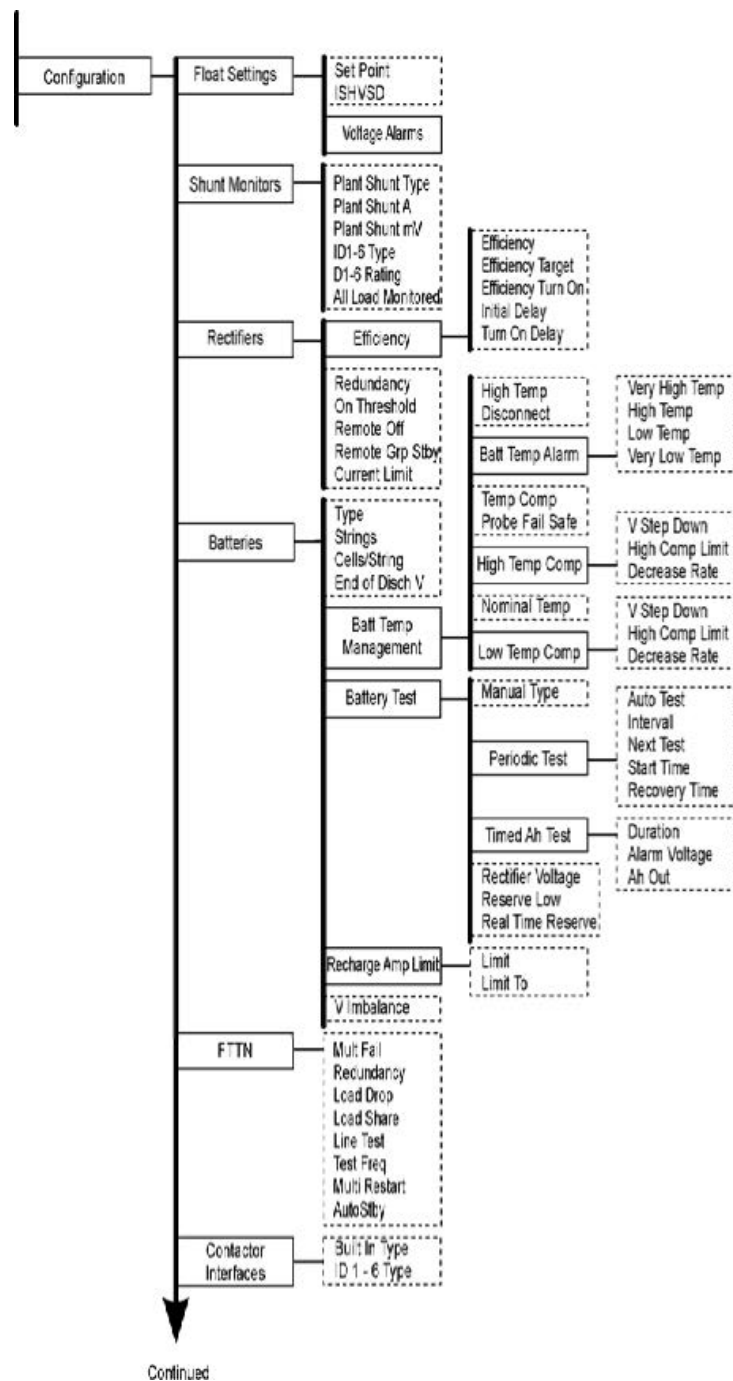 Configuration
Float Settings
Set Point
ISHVSD
Voltage Alarms
Shunt Monitors
Plant Shunt Type
Plant Shunt A
Plant Shunt mV
ID1-6 Type
D1-6 Rating
All Load Monitored
Rectifiers
Efficiency
Efficiency
Efficiency Target
Efficiency Turn On
Initial Delay
Turn On Delay
Redundancy
On Threshold
Remote Off
Remote Grp Stby
Current Limit
Batteries
Type
Strings
Cells/String
End of Disch V
Batt Temp
Management
High Temp
Disconnect
Batt Temp Alarm
Very High Temp
High Temp
Low Temp
Very Low Temp
Temp Comp
Probe Fail Safe
High Temp Comp
V Step Down
High Comp Limit
Decrease Rate
Nominal Temp
Low Temp Comp
V Step Down
High Comp Limit
Decrease Rate
Battery Test
Manual Type
Periodic Test
Auto Test
Interval
Next Test
Start Time
Recovery Time
Timed Ah Test
Duration
Alarm Voltage
Ah Out
Rectifier Voltage
Reserve Low
Real Time Reserve
Recharge Amp Limit
Limit
Limit To
V Imbalance
FTTN
Mult Fail
Redundancy
Load Drop
Load Share
Line Test
Test Freq
Multi Restart
AutoStby
Contactor
Interfaces
Built In Type
ID 1 - 6 Type
Continued